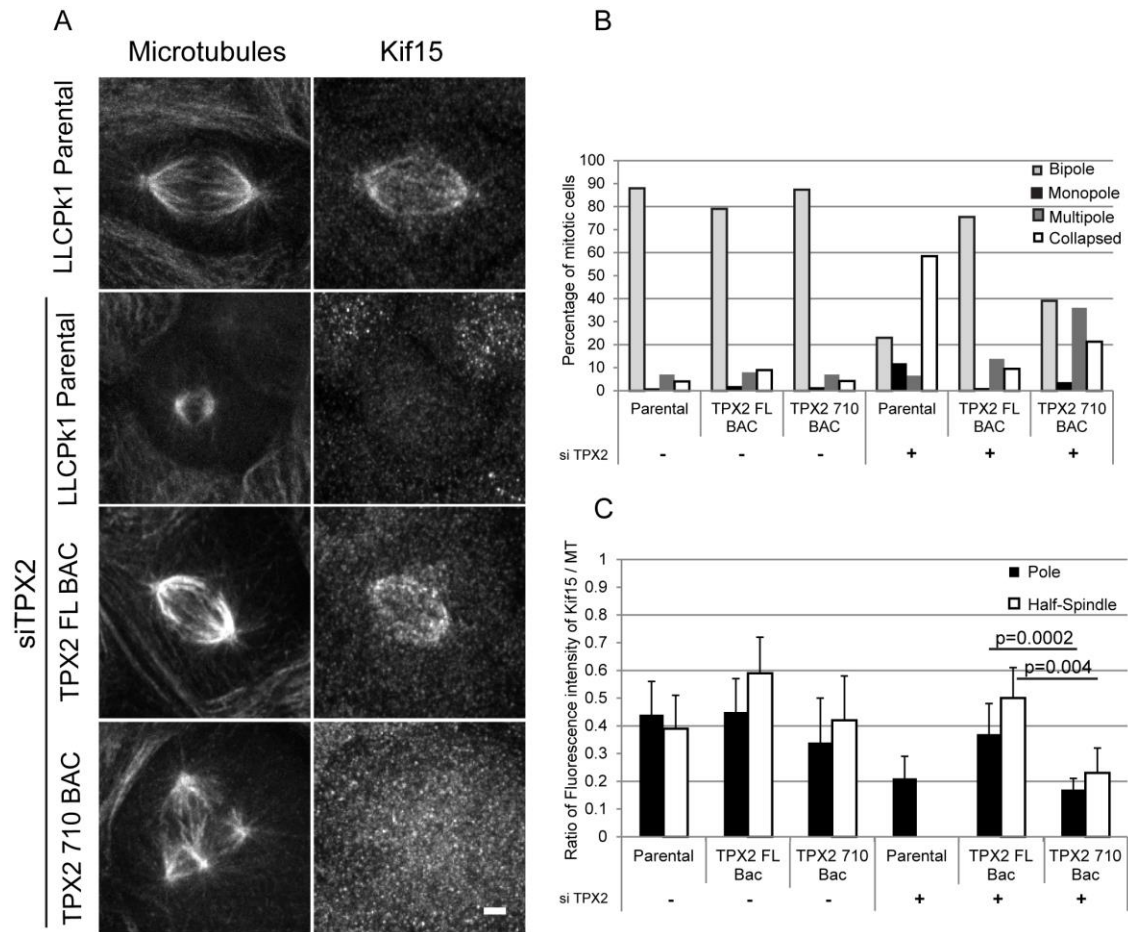 A
Microtubules
Kif15
LLCPk1 Parental
siTPX2
LLCPk1 Parental
TPX2 FL BAC
TPX2 710 BAC
B
Percentage of mitotic cells
100
90
80
70
60
50
40
30
20
10
0
Bipole
Monopole
Multipole
Collapsed
Parental
TPX2 FL
BAC
TPX2 710
BAC
Parental
TPX2 FL
BAC
TPX2 710
BAC
si TPX2 - - - + + +
C
Ratio of Fluorescence intensity of Kif15 / MT
1
0.9
0.8
0.7
0.6
0.5
0.4
0.3
0.2
0.1
0
Pole
Half-Spindle
p=0.0002
p=0.004
Parental
TPX2 FL
Bac
TPX2 710
Bac
Parental
TPX2 FL
Bac
TPX2 710
Bac
si TPX2 - - - + + +